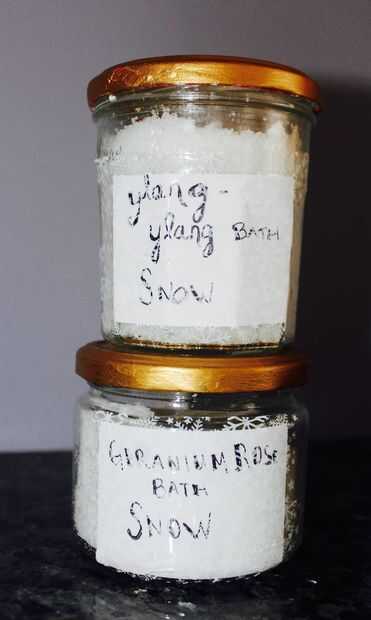 ylang-
ylang BATH
SNOW
GERANIUM, ROSE
BATH
SNOW